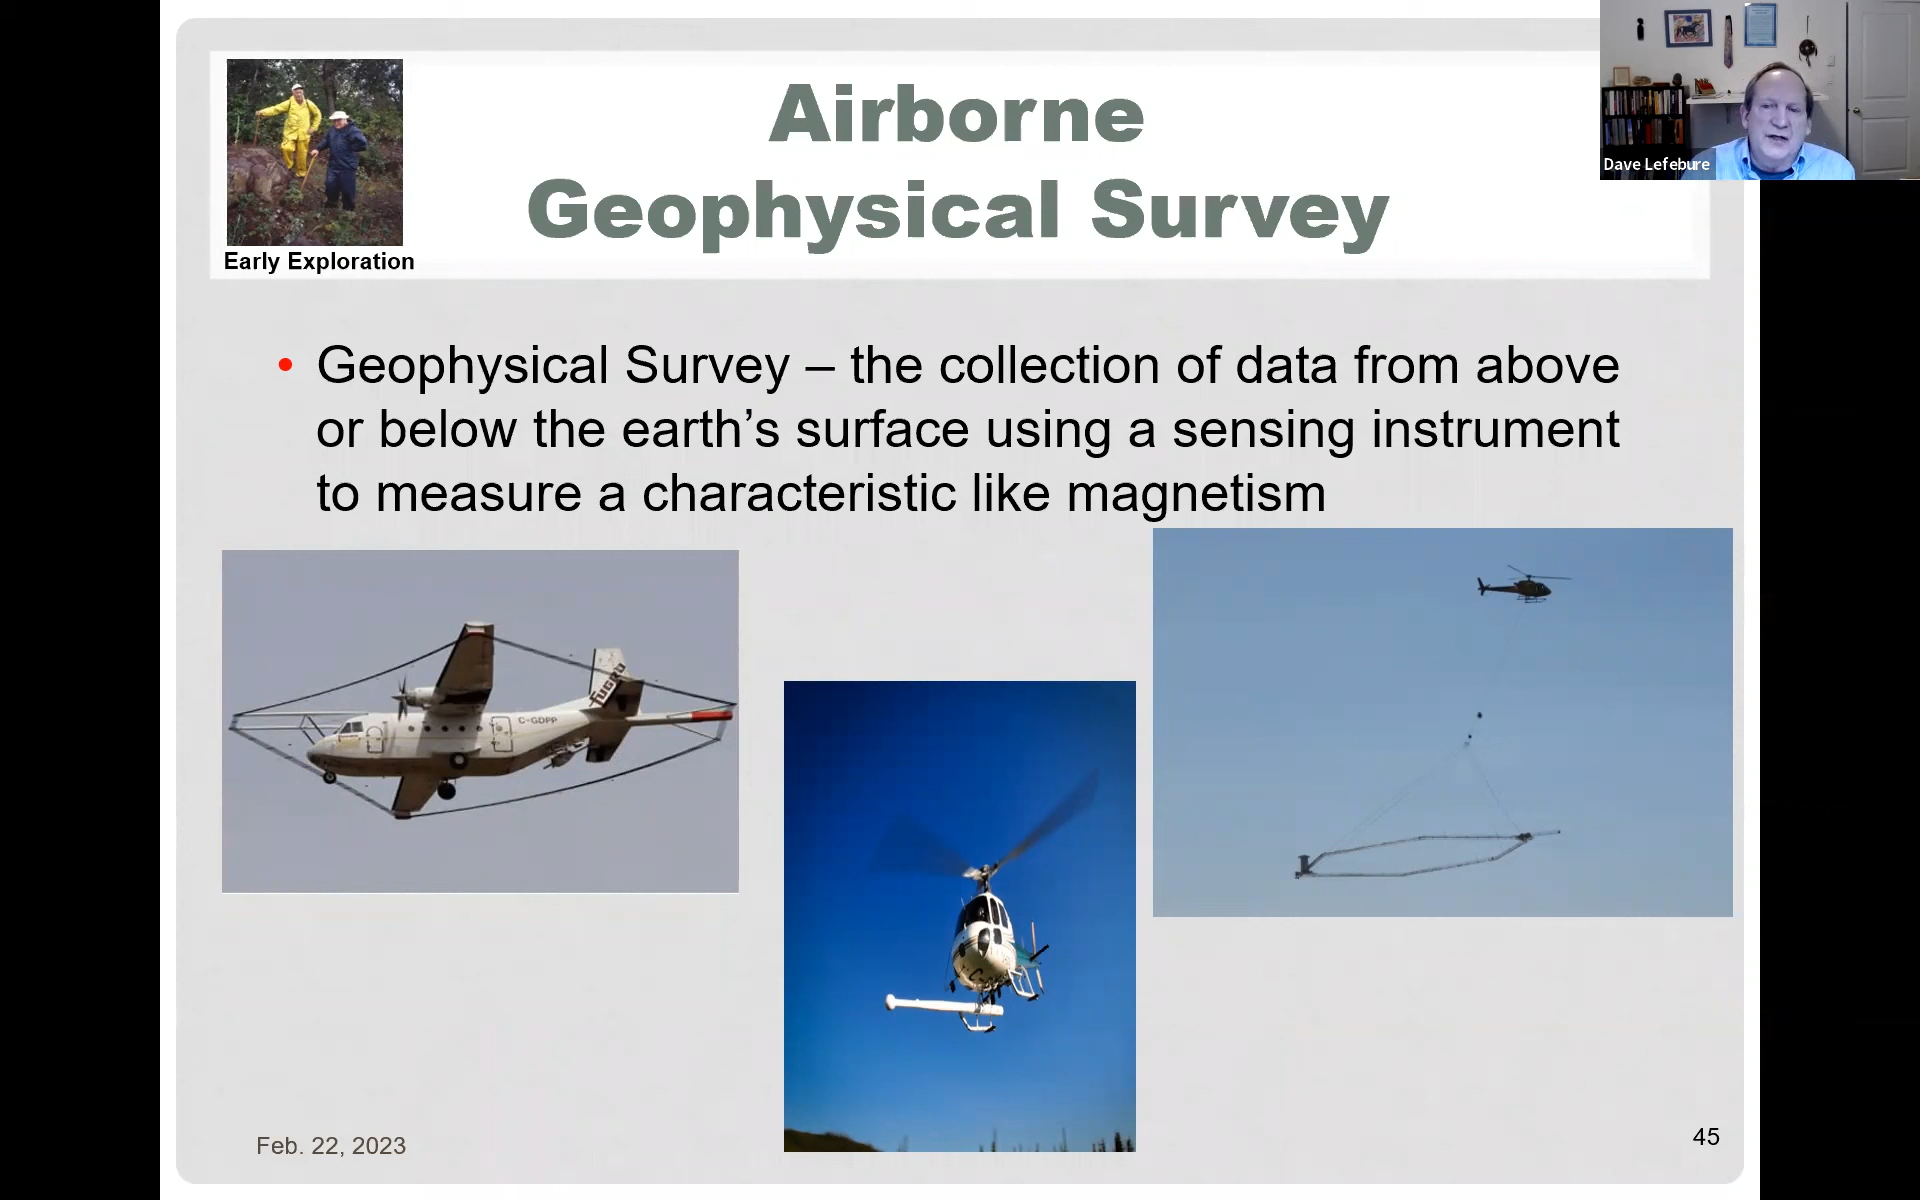 Airborne
Geophysical Survey
Dave Lefebure
Early Exploration
• Geophysical Survey – the collection of data from above
or below the earth’s surface using a sensing instrument
to measure a characteristic like magnetism
FUGRO
C-GDPP
Feb. 22, 2023
45